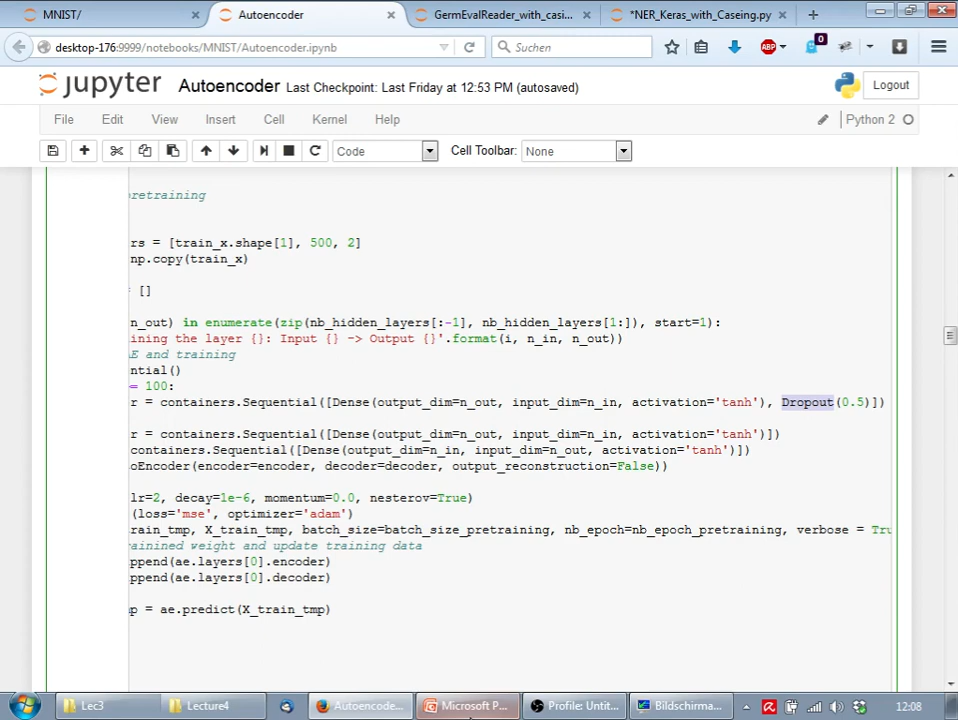 MNIST/
Autoencoder
GermEvalReader_with_casi...
*NER_Keras_with_Caseing.py
desktop-176:9999/notebooks/MNIST/Autoencoder.ipynb
Suchen
ABP
0
jupyter
Autoencoder Last Checkpoint: Last Friday at 12:53 PM (autosaved)
Logout
File Edit View Insert Cell Kernel Help
Python 2
Code
Cell Toolbar: None
pretraining
rs = [train_x.shape[1], 500, 2]
np.copy(train_x)
[]
n_out) in enumerate(zip(nb_hidden_layers[:-1], nb_hidden_layers[1:]), start=1):
ining the layer {}: Input {} -> Output {}'.format(i, n_in, n_out))
E and training
ntial()
= 100:
r = containers.Sequential([Dense(output_dim=n_out, input_dim=n_in, activation='tanh'), Dropout(0.5)])
r = containers.Sequential([Dense(output_dim=n_out, input_dim=n_in, activation='tanh')])
containers.Sequential([Dense(output_dim=n_in, input_dim=n_out, activation='tanh')])
oEncoder(encoder=encoder, decoder=decoder, output_reconstruction=False))
lr=2, decay=1e-6, momentum=0.0, nesterov=True)
(loss='mse', optimizer='adam')
rain_tmp, X_train_tmp, batch_size=batch_size_pretraining, nb_epoch=nb_epoch_pretraining, verbose = Tru
rainined weight and update training data
ppend(ae.layers[0].encoder)
ppend(ae.layers[0].decoder)
p = ae.predict(X_train_tmp)
Lec3
Lecture4
Autoencode...
Microsoft P...
Profile: Untit...
Bildschirma...
12:08